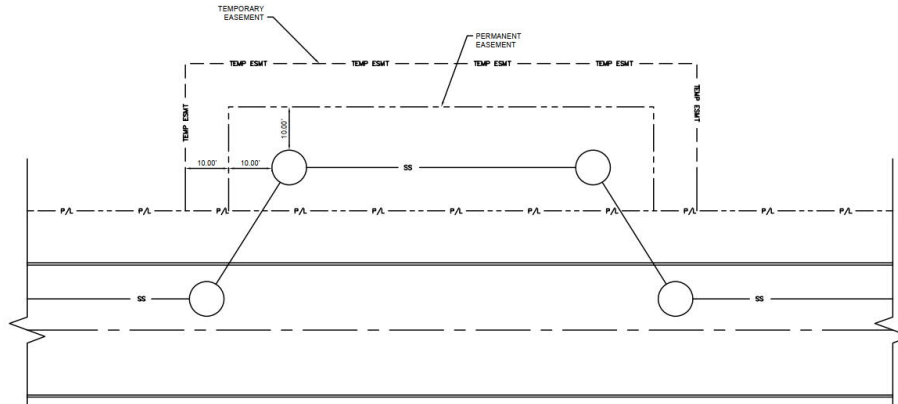 TEMPORARY
EASEMENT
PERMANENT
EASEMENT
TEMP ESMT TEMP ESMT TEMP ESMT TEMP ESMT
TEMP ESMT
TEMP ESMT
10.00'
10.00' 10.00'
SS
P/L P/L P/L P/L P/L P/L P/L P/L P/L P/L P/L
SS SS